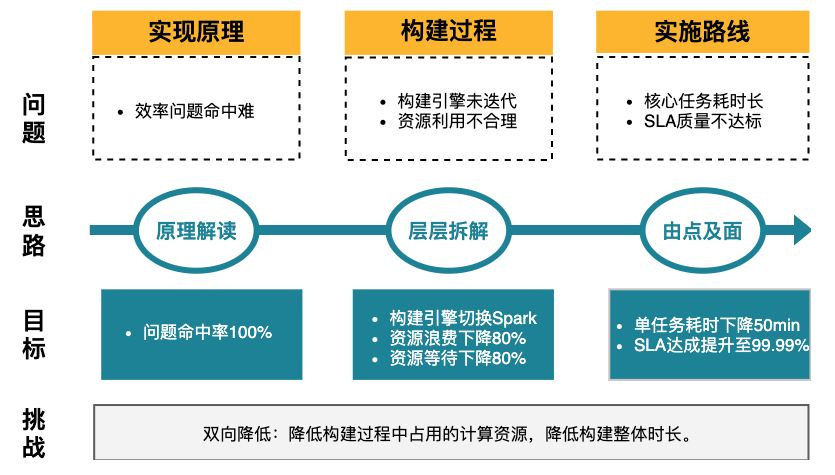 实现原理
构建过程
实施路线
问题
• 效率问题命中难
• 构建引擎未迭代
• 资源利用不合理
• 核心任务耗时长
• SLA质量不达标
思路
原理解读
层层拆解
由点及面
目标
• 问题命中率100%
• 构建引擎切换Spark
• 资源浪费下降80%
• 资源等待下降80%
• 单任务耗时下降50min
• SLA达成提升至99.99%
挑战
双向降低：降低构建过程中占用的计算资源，降低构建整体时长。